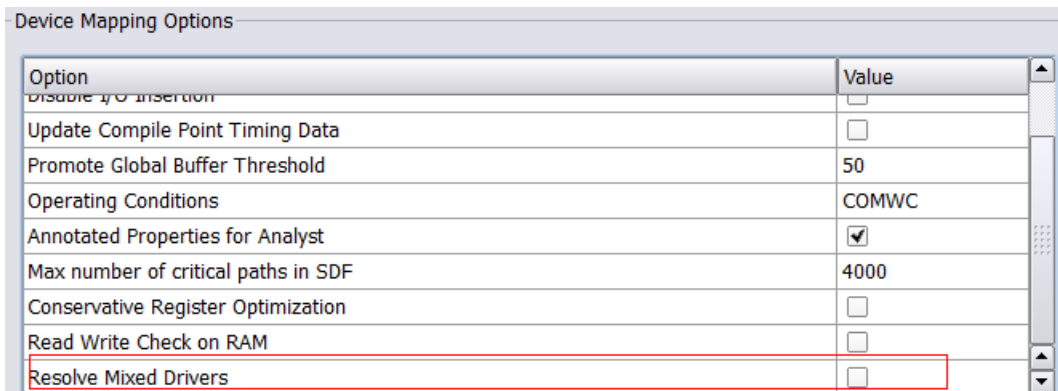 Device Mapping Options
Option Value
Disable I/O Insertion
Update Compile Point Timing Data
Promote Global Buffer Threshold 50
Operating Conditions COMWC
Annotated Properties for Analyst
Max number of critical paths in SDF 4000
Conservative Register Optimization
Read Write Check on RAM
Resolve Mixed Drivers